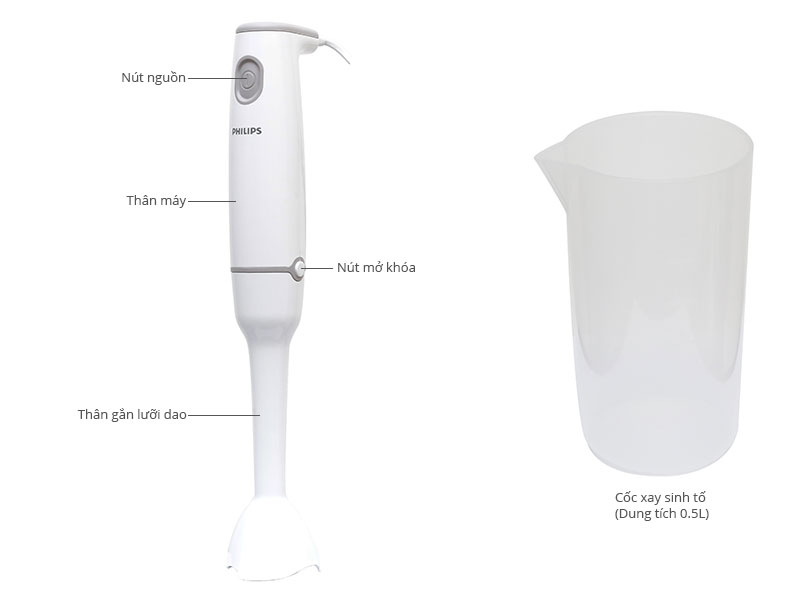 Nút nguồn
PHILIPS
Thân máy
Nút mở khóa
Thân gắn lưỡi dao
Cốc xay sinh tố
(Dung tích 0.5L)